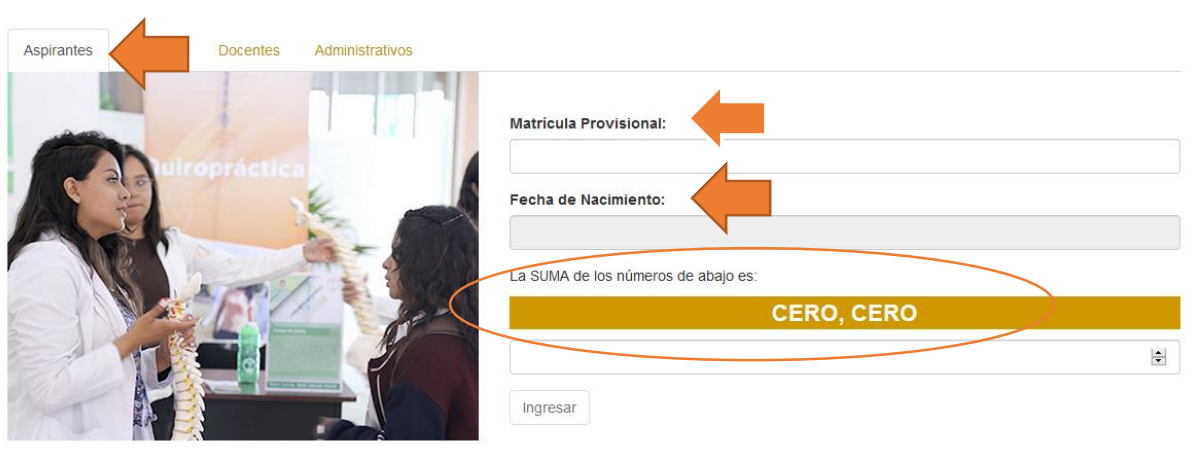 Aspirantes
Docentes
Administrativos
Quiropráctica
Matrícula Provisional:
Fecha de Nacimiento:
La SUMA de los números de abajo es:
CERO, CERO
Ingresar